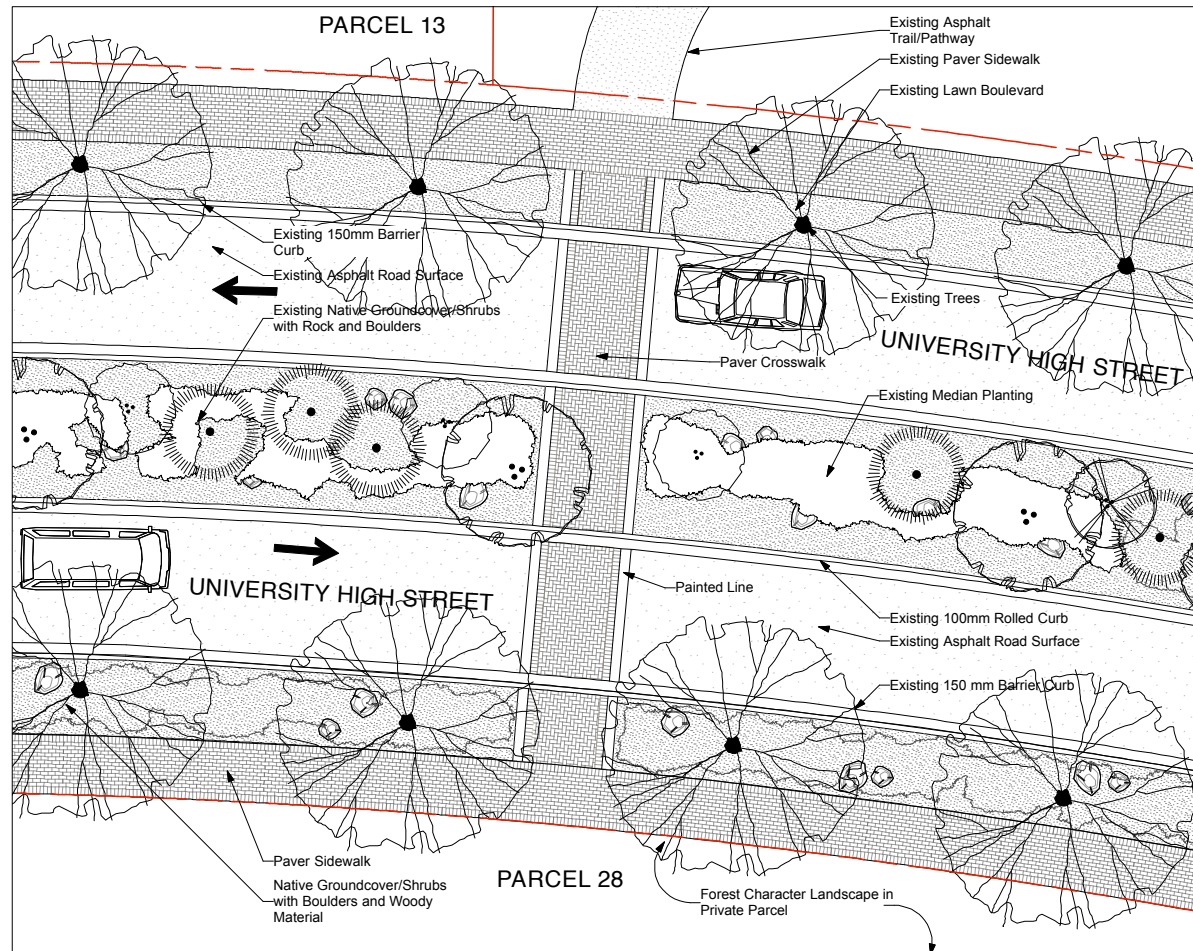 PARCEL 13
Existing Asphalt
Trail/Pathway
Existing Paver Sidewalk
Existing Lawn Boulevard
Existing 150mm Barrier
Curb
Existing Asphalt Road Surface
Existing Native Groundcover/Shrubs
with Rock and Boulders
Existing Trees
UNIVERSITY HIGH STREET
Paver Crosswalk
Existing Median Planting
UNIVERSITY HIGH STREET
Painted Line
Existing 100mm Rolled Curb
Existing Asphalt Road Surface
Existing 150 mm Barrier Curb
Paver Sidewalk
Native Groundcover/Shrubs
with Boulders and Woody
Material
PARCEL 28
Forest Character Landscape in
Private Parcel